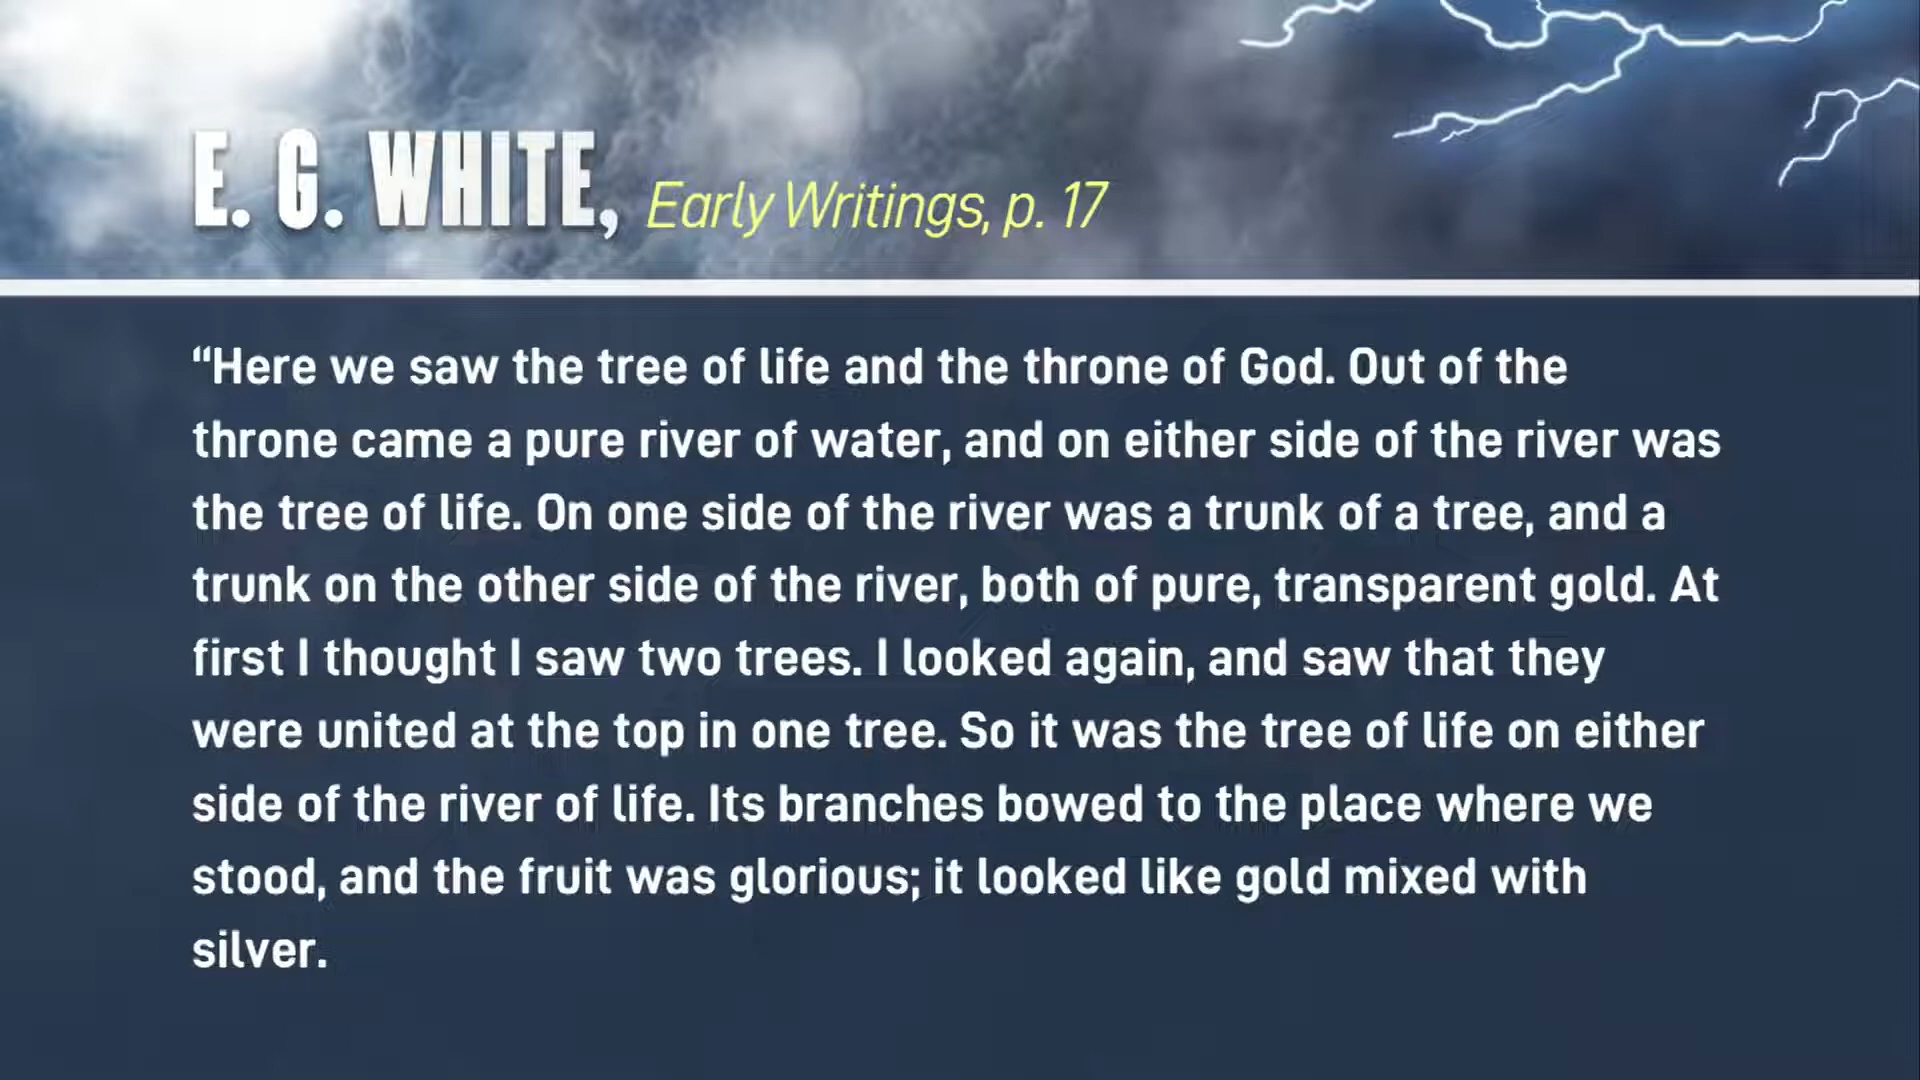 E. G. WHITE, Early Writings, p. 17
“Here we saw the tree of life and the throne of God. Out of the
throne came a pure river of water, and on either side of the river was
the tree of life. On one side of the river was a trunk of a tree, and a
trunk on the other side of the river, both of pure, transparent gold. At
first I thought I saw two trees. I looked again, and saw that they
were united at the top in one tree. So it was the tree of life on either
side of the river of life. Its branches bowed to the place where we
stood, and the fruit was glorious; it looked like gold mixed with
silver.